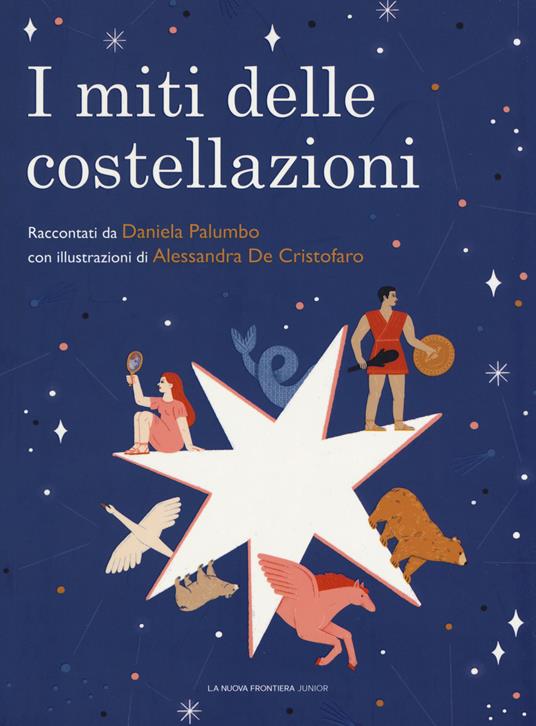 I miti delle
costellazioni
Raccontati da Daniela Palumbo
con illustrazioni di Alessandra De Cristofaro
LA NUOVA FRONTIERA JUNIOR